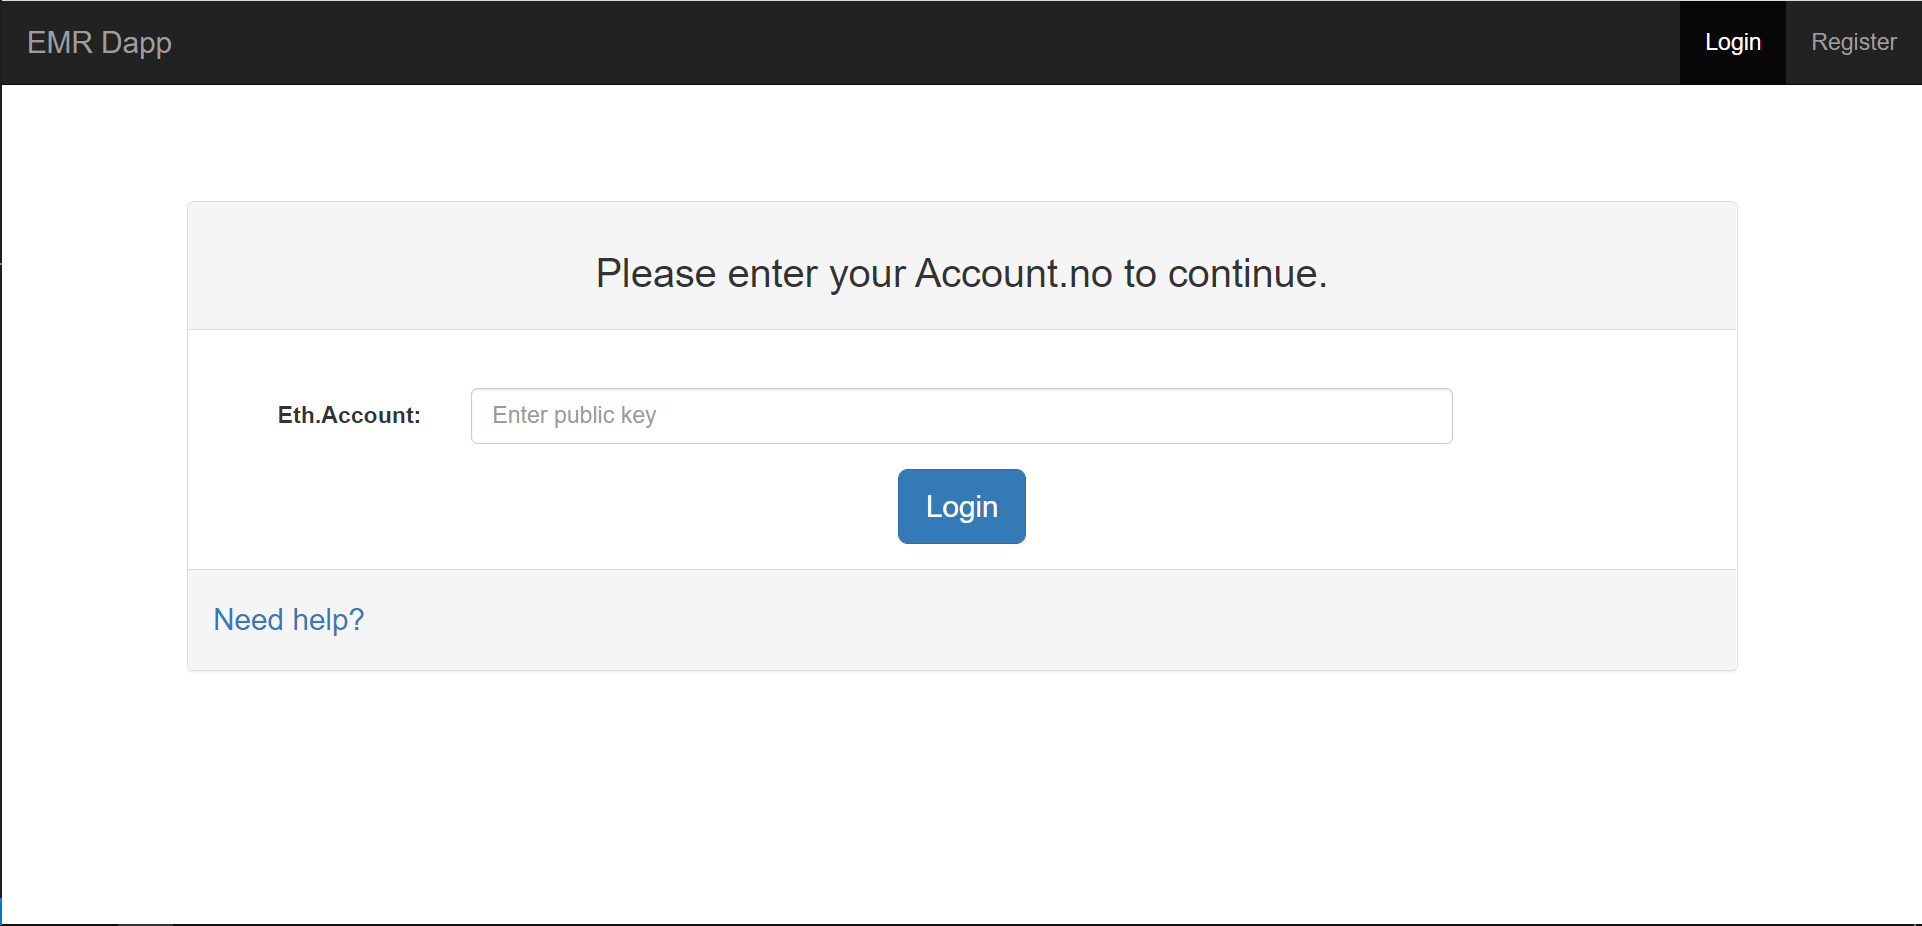 EMR Dapp
Login
Register
Please enter your Account.no to continue.
Eth.Account:
Enter public key
Login
Need help?